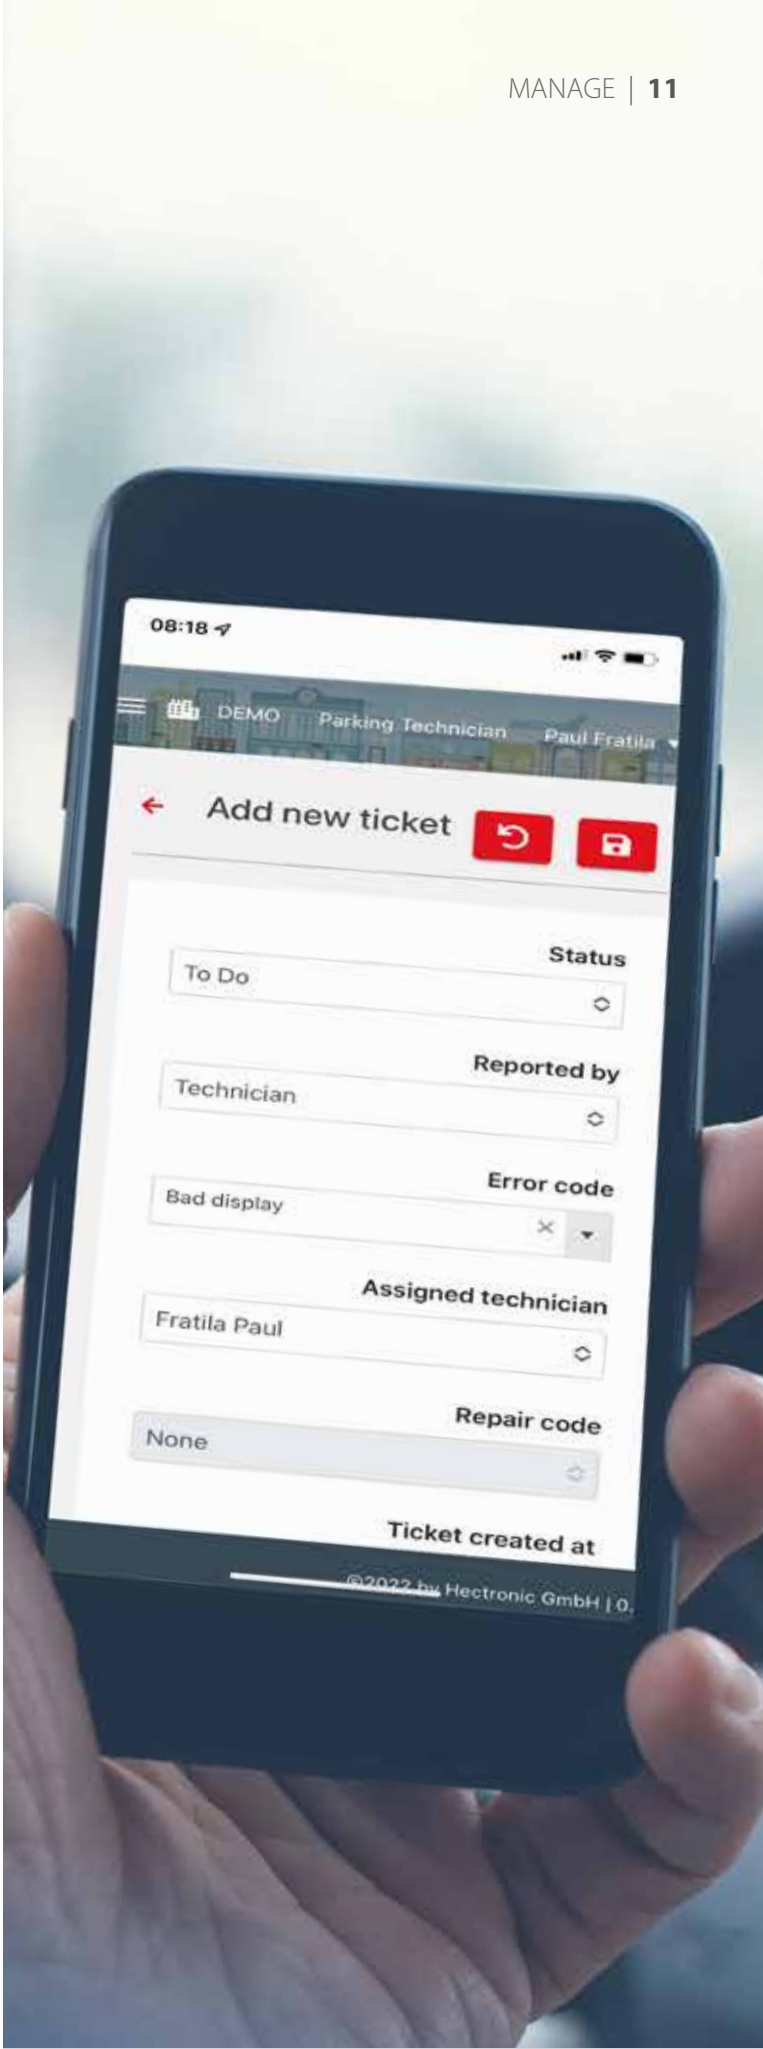 MANAGE | 11
08:18
DEMO Parking Technician Paul Fratila
Add new ticket
Status
To Do
Reported by
Technician
Error code
Bad display
Assigned technician
Fratila Paul
Repair code
None
Ticket created at
©2022 by Hectronic GmbH | 0.